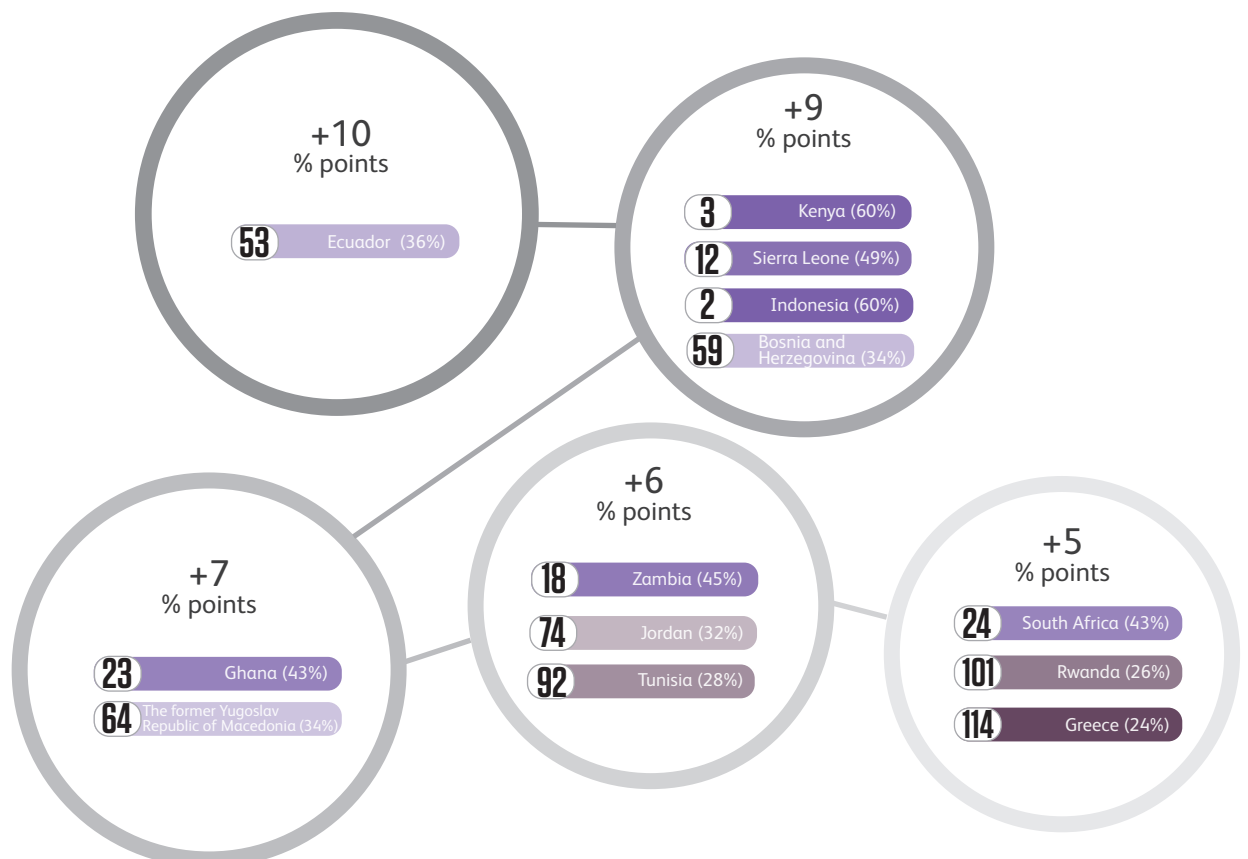 +10
% points
53 Ecuador (36%)
+9
% points
3 Kenya (60%)
12 Sierra Leone (49%)
2 Indonesia (60%)
59 Bosnia and
Herzegovina (34%)
+7
% points
23 Ghana (43%)
64 The former Yugoslav
Republic of Macedonia (34%)
+6
% points
18 Zambia (45%)
74 Jordan (32%)
92 Tunisia (28%)
+5
% points
24 South Africa (43%)
101 Rwanda (26%)
114 Greece (24%)